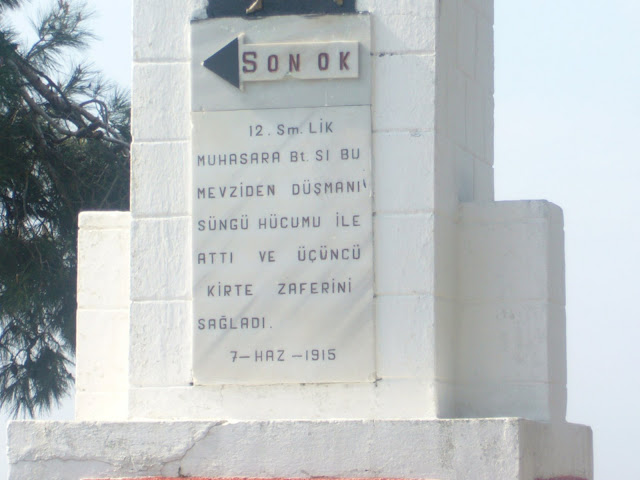 SON OK
12. Sm. LİK
MUHASARA Bt. SI BU
MEVZİDEN DÜŞMANI
SÜNGÜ HÜCUMU İLE
ATTI VE ÜÇÜNCÜ
KİRTE ZAFERİNİ
SAĞLADI.
7-HAZ-1915